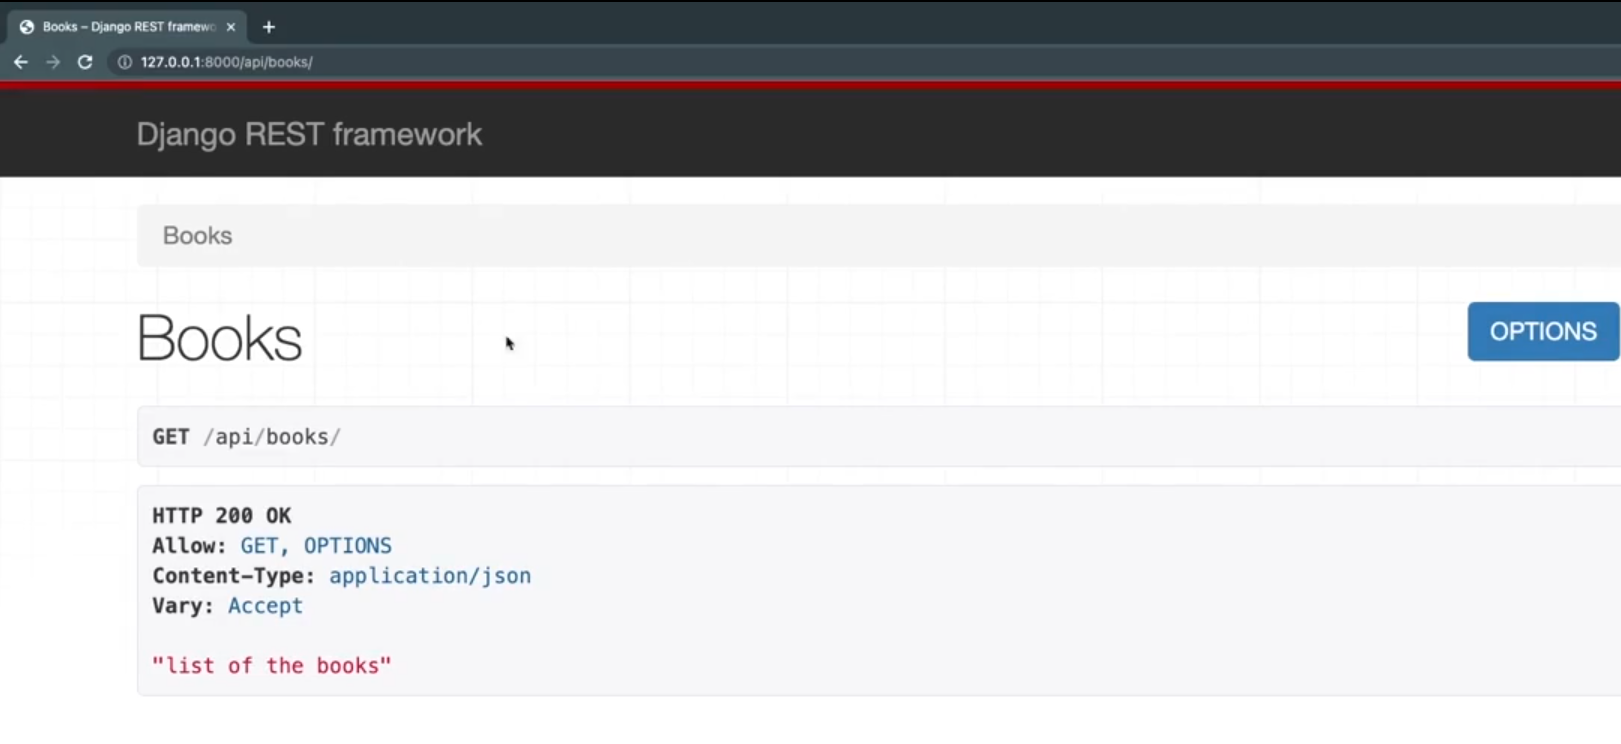 Books – Django REST framewo
127.0.0.1:8000/api/books/
Django REST framework
Books
Books
OPTIONS
GET /api/books/
HTTP 200 OK
Allow: GET, OPTIONS
Content-Type: application/json
Vary: Accept
"list of the books"